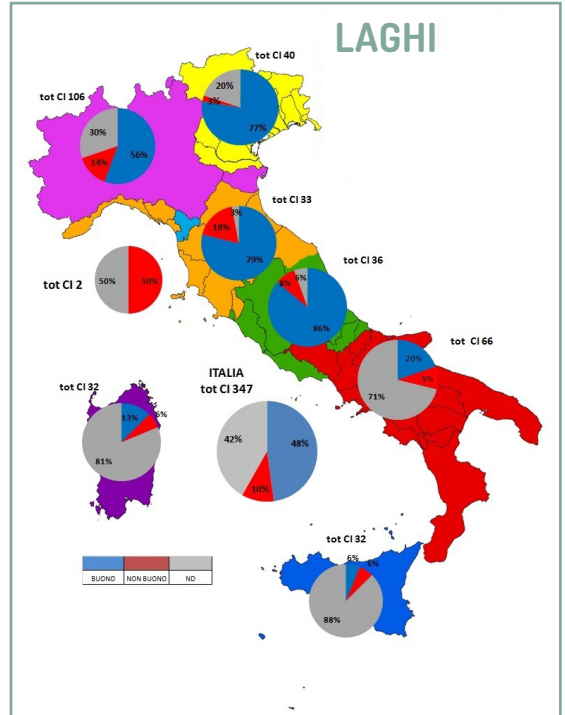 LAGHI
tot CI 40
20%
3%
77%
tot CI 106
30%
14%
56%
tot CI 33
3%
18%
79%
tot CI 36
6%
8%
86%
tot CI 2
50%
50%
tot CI 66
20%
9%
71%
ITALIA
tot CI 347
42%
48%
10%
tot CI 32
13%
6%
81%
tot CI 32
6%
6%
88%
BUONO
NON BUONO
ND